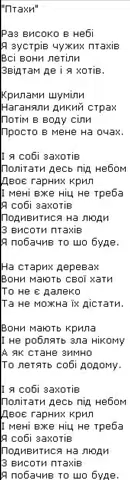 "Птахи"
Раз високо в небі
Я зустрів чужих птахів
Всі вони летіли
Звідтам де і я хотів.
Крилами шуміли
Наганяли дикий страх
Потім в воду сіли
Просто в мене на очах.
І я собі захотів
Політати десь під небом
Двоє гарних крил
І мені вже ніц не треба
Я собі захотів
Подивитися на люди
З висоти птахів
Я побачив то шо буде.
На старих деревах
Вони мають свої хати
То не є далеко
Та не можна їх дістати.
Вони мають крила
І не роблять зла нікому
А як стане зимно
То летять собі додому.
І я собі захотів
Політати десь під небом
Двоє гарних крил
І мені вже ніц не треба
Я собі захотів
Подивитися на люди
З висоти птахів
Я побачив то шо буде.